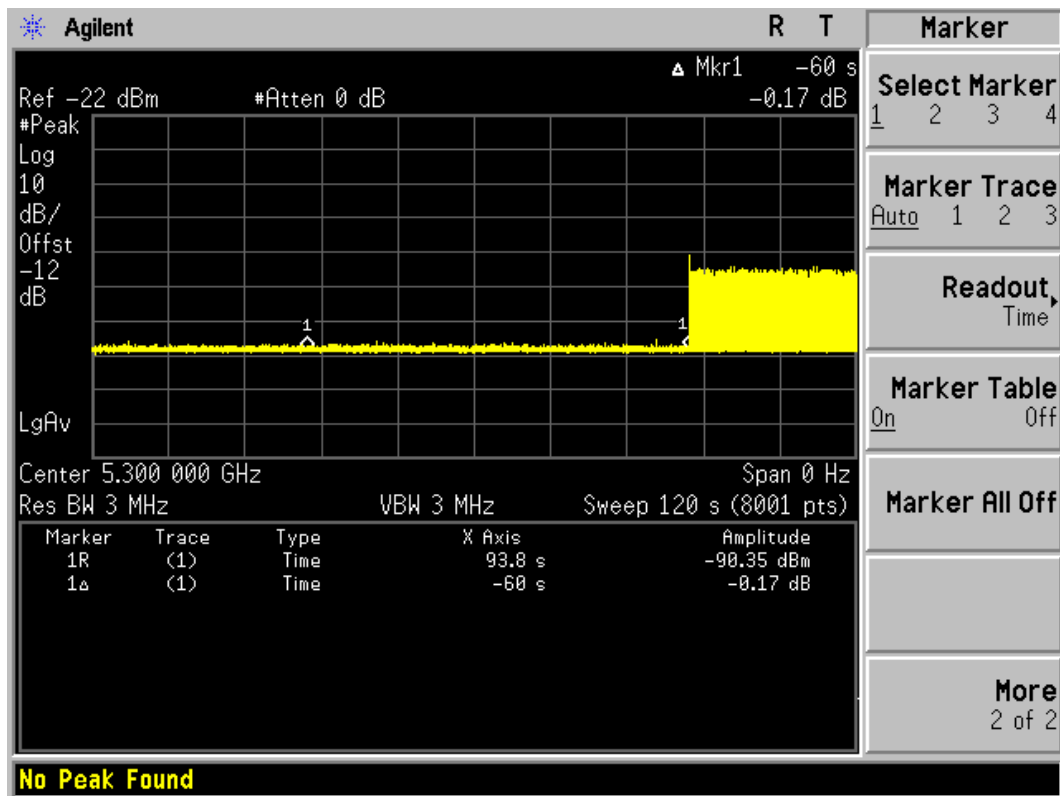 Agilent R T
Δ Mkr1 -60 s
Ref -22 dBm #Atten 0 dB -0.17 dB
#Peak
Log
10
dB/
Offst
-12
dB
1
1
LgAv
Center 5.300 000 GHz Span 0 Hz
Res BW 3 MHz VBW 3 MHz Sweep 120 s (8001 pts)
Marker Trace Type X Axis Amplitude
1R (1) Time 93.8 s -90.35 dBm
1Δ (1) Time -60 s -0.17 dB
No Peak Found
Marker
Select Marker
1 2 3 4
Marker Trace
Auto 1 2 3
Readout
Time
Marker Table
On Off
Marker All Off
More
2 of 2